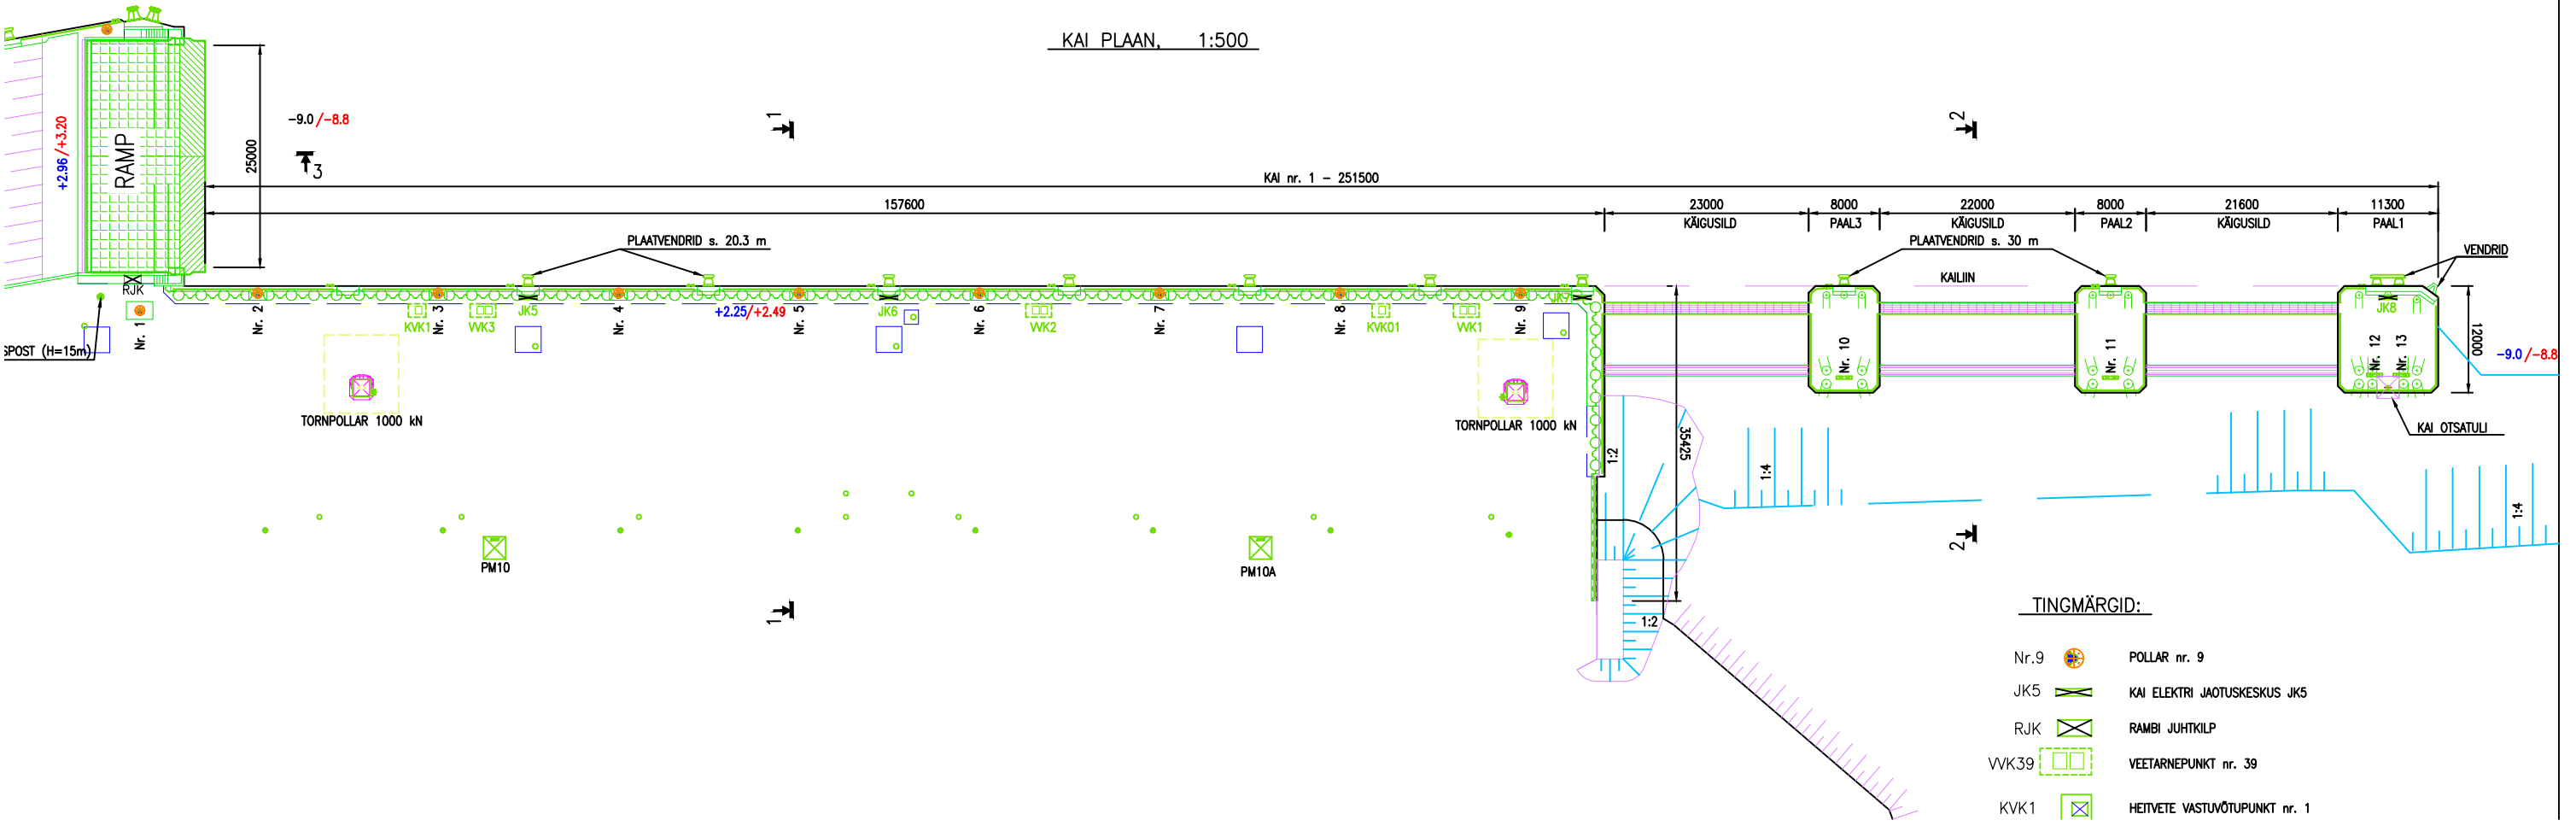 KAI PLAAN, 1:500
+2.96/+3.20
RAMP
25000
-9.0/-8.8
3
1
2
KAI nr. 1 - 251500
157600
23000
KÄIGUSILD
8000
PAAL3
22000
KÄIGUSILD
8000
PAAL2
21600
KÄIGUSILD
11300
PAAL1
PLAATVENDRID s. 20.3 m
PLAATVENDRID s. 30 m
VENDRID
KAILIIN
RJK
Nr. 1
Nr. 2
KVK1
Nr. 3
VVK3
JK5
Nr. 4
+2.25/+2.49
Nr. 5
JK6
Nr. 6
VVK2
Nr. 7
Nr. 8
KVK01
VVK1
Nr. 9
JK7
Nr. 10
Nr. 11
Nr. 12
Nr. 13
JK8
12000
-9.0/-8.8
SPOST (H=15m)
TORNPOLLAR 1000 kN
TORNPOLLAR 1000 kN
KAI OTSATULI
35425
1:2
1:4
1:4
PM10
PM10A
2
1
1:2
TINGMÄRGID:
Nr.9 POLLAR nr. 9
JK5 KAI ELEKTRI JAOTUSKESKUS JK5
RJK RAMBI JUHTKILP
VVK39 VEETARNEPUNKT nr. 39
KVK1 HEITVETE VASTUVÕTUPUNKT nr. 1